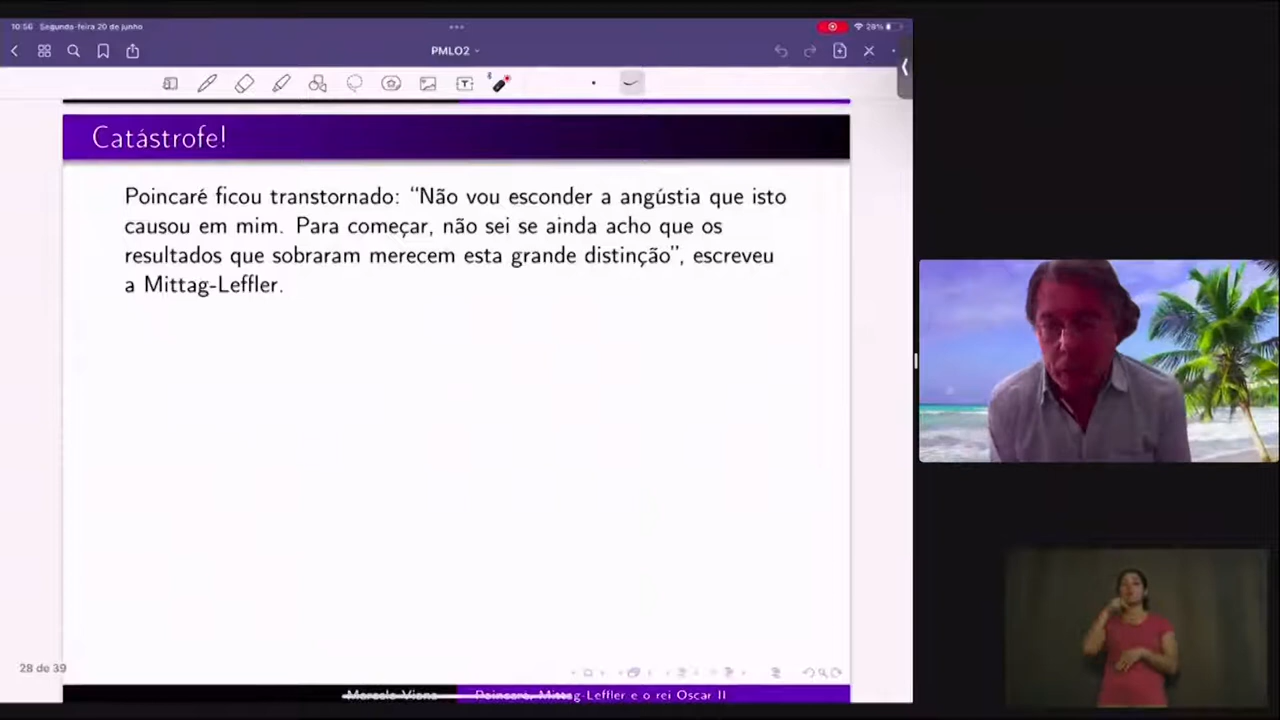 10:56 Segunda-feira 20 de junho
28%
PMLO2
Catástrofe!
Poincaré ficou transtornado: “Não vou esconder a angústia que isto
causou em mim. Para começar, não sei se ainda acho que os
resultados que sobraram merecem esta grande distinção”, escreveu
a Mittag-Leffler.
28 de 39
Marcelo Viana Poincaré, Mittag-Leffler e o rei Oscar II